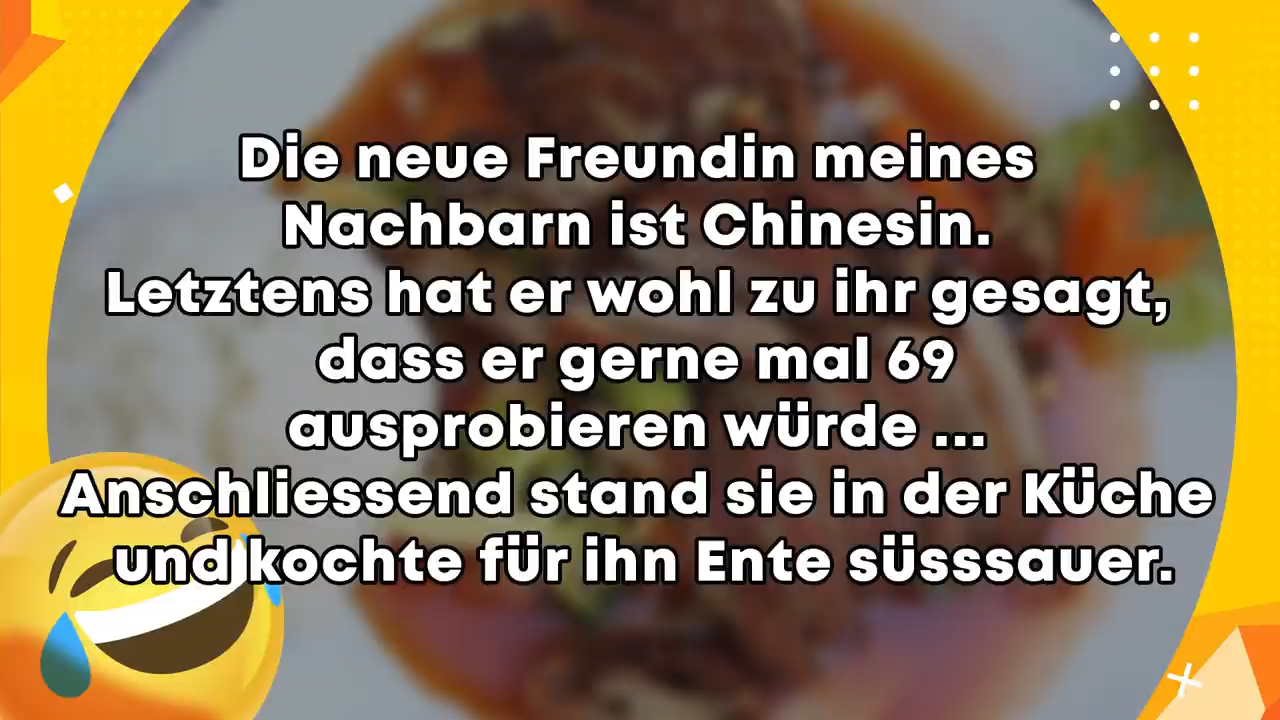 Die neue Freundin meines
Nachbarn ist Chinesin.
Letztens hat er wohl zu ihr gesagt,
dass er gerne mal 69
ausprobieren würde ...
Anschliessend stand sie in der Küche
und kochte für ihn Ente süsssauer.